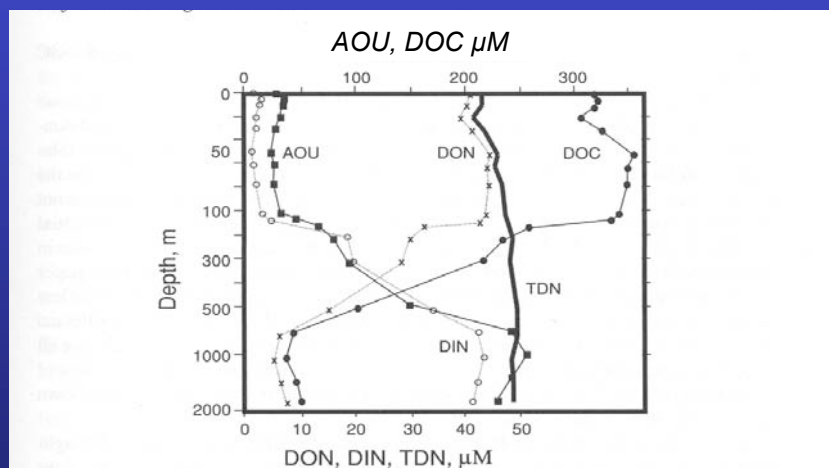 AOU, DOC µM
0 100 200 300
0
50
100
300
500
1000
2000
Depth, m
AOU
DON
DOC
TDN
DIN
0 10 20 30 40 50
DON, DIN, TDN, µM